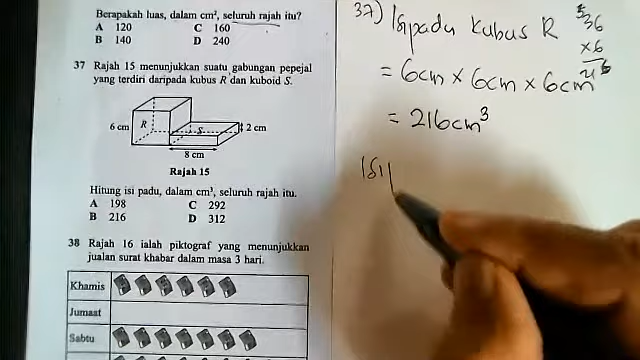 Berapakah luas, dalam cm², seluruh rajah itu?
A 120 C 160
B 140 D 240
37 Rajah 15 menunjukkan suatu gabungan pepejal
yang terdiri daripada kubus R dan kuboid S.
6 cm R S 2 cm
8 cm
Rajah 15
Hitung isi padu, dalam cm³, seluruh rajah itu.
A 198 C 292
B 216 D 312
38 Rajah 16 ialah piktograf yang menunjukkan
jualan surat khabar dalam masa 3 hari.
Khamis
Jumaat
Sabtu
37) Isipadu kubus R
36
×6
= 6cm × 6cm × 6cm
= 216cm³
Isi